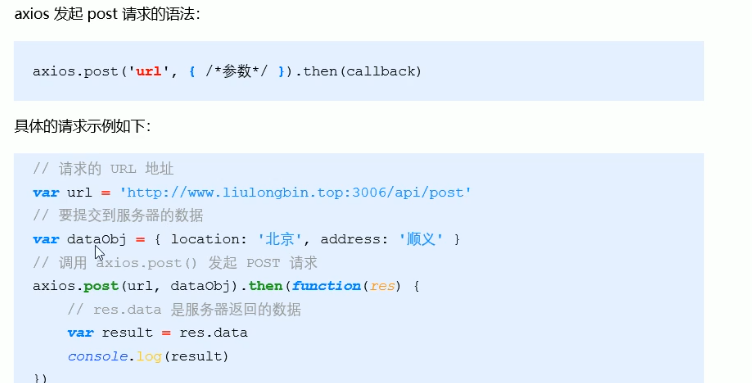 axios 发起 post 请求的语法：
axios.post('url', { /*参数*/ }).then(callback)
具体的请求示例如下：
// 请求的 URL 地址
var url = 'http://www.liulongbin.top:3006/api/post'
// 要提交到服务器的数据
var dataObj = { location: '北京', address: '顺义' }
// 调用 axios.post() 发起 POST 请求
axios.post(url, dataObj).then(function(res) {
// res.data 是服务器返回的数据
var result = res.data
console.log(result)
})